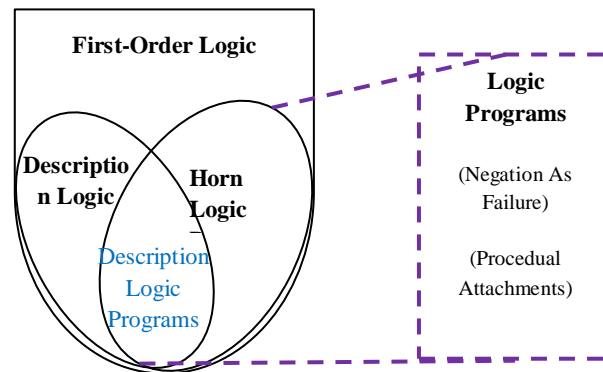 First-Order Logic
Descriptio
n Logic
Horn
Logic
Description
Logic
Programs
Logic
Programs
(Negation As
Failure)
(Procedual
Attachments)